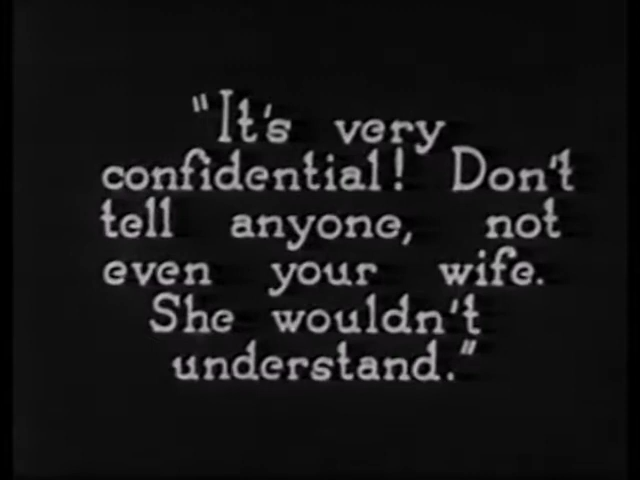 "It's very
confidential! Don't
tell anyone, not
even your wife.
She wouldn't
understand."